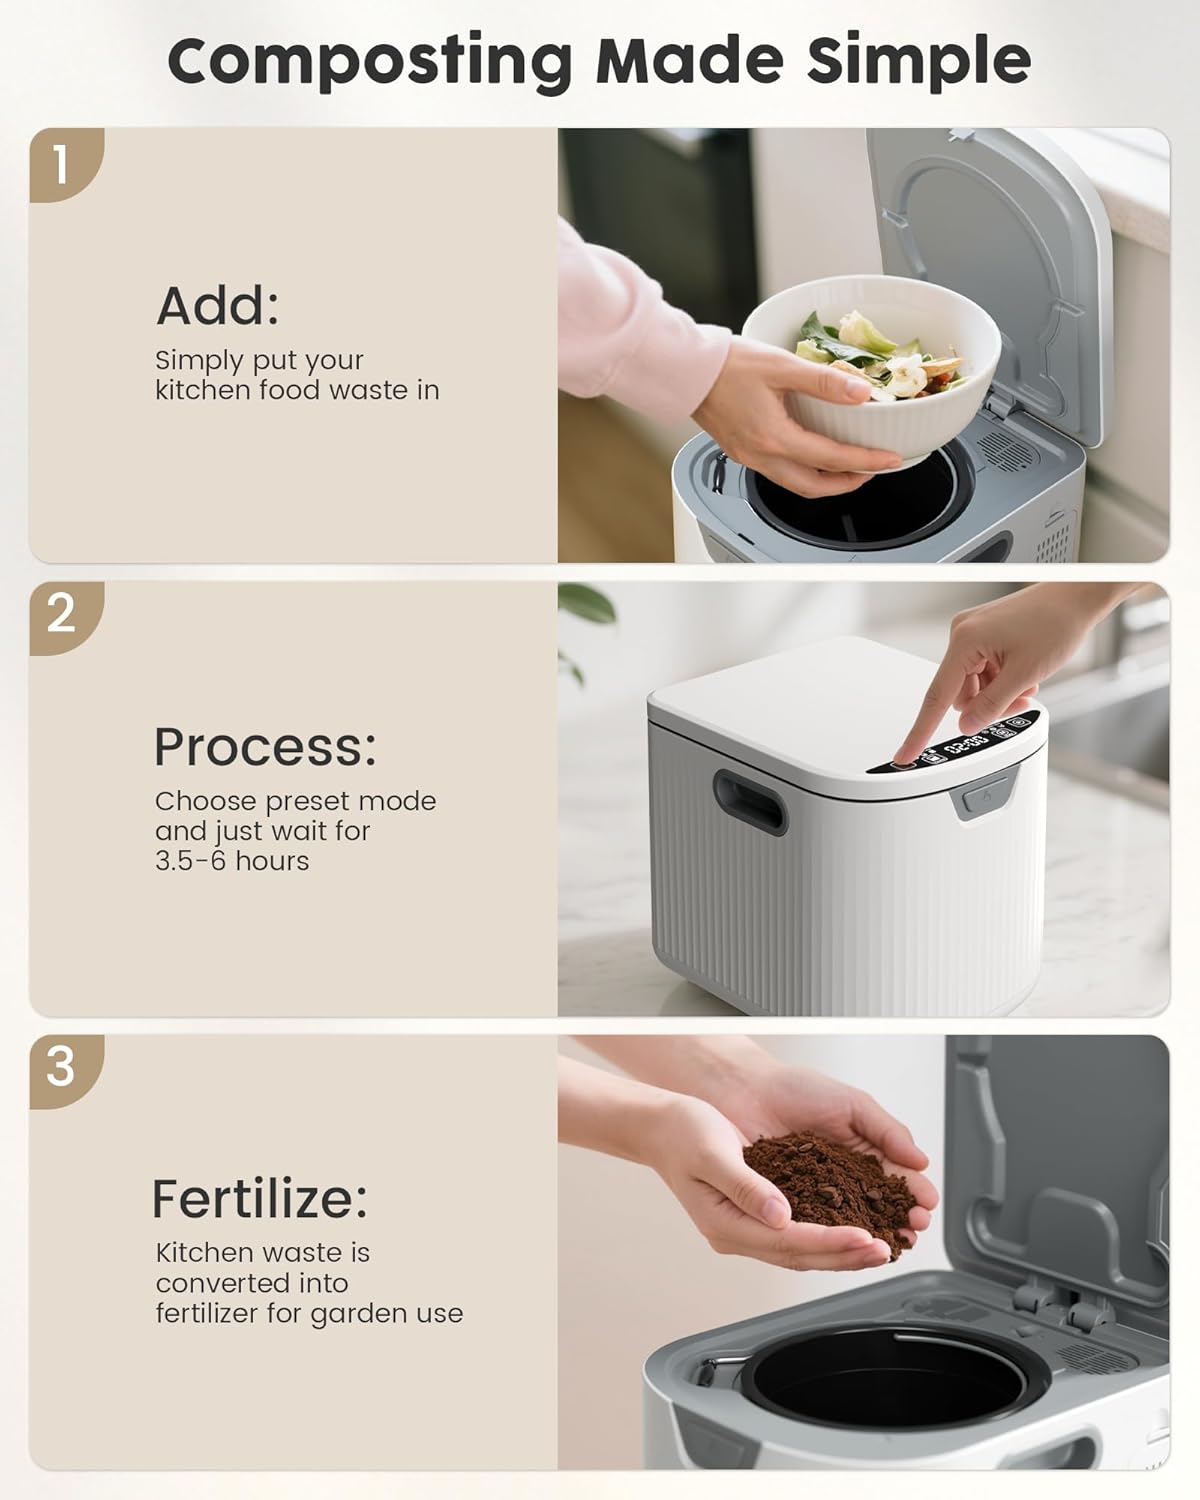 Composting Made Simple
1
Add:
Simply put your
kitchen food waste in
2
Process:
Choose preset mode
and just wait for
3.5-6 hours
02:00
3
Fertilize:
Kitchen waste is
converted into
fertilizer for garden use